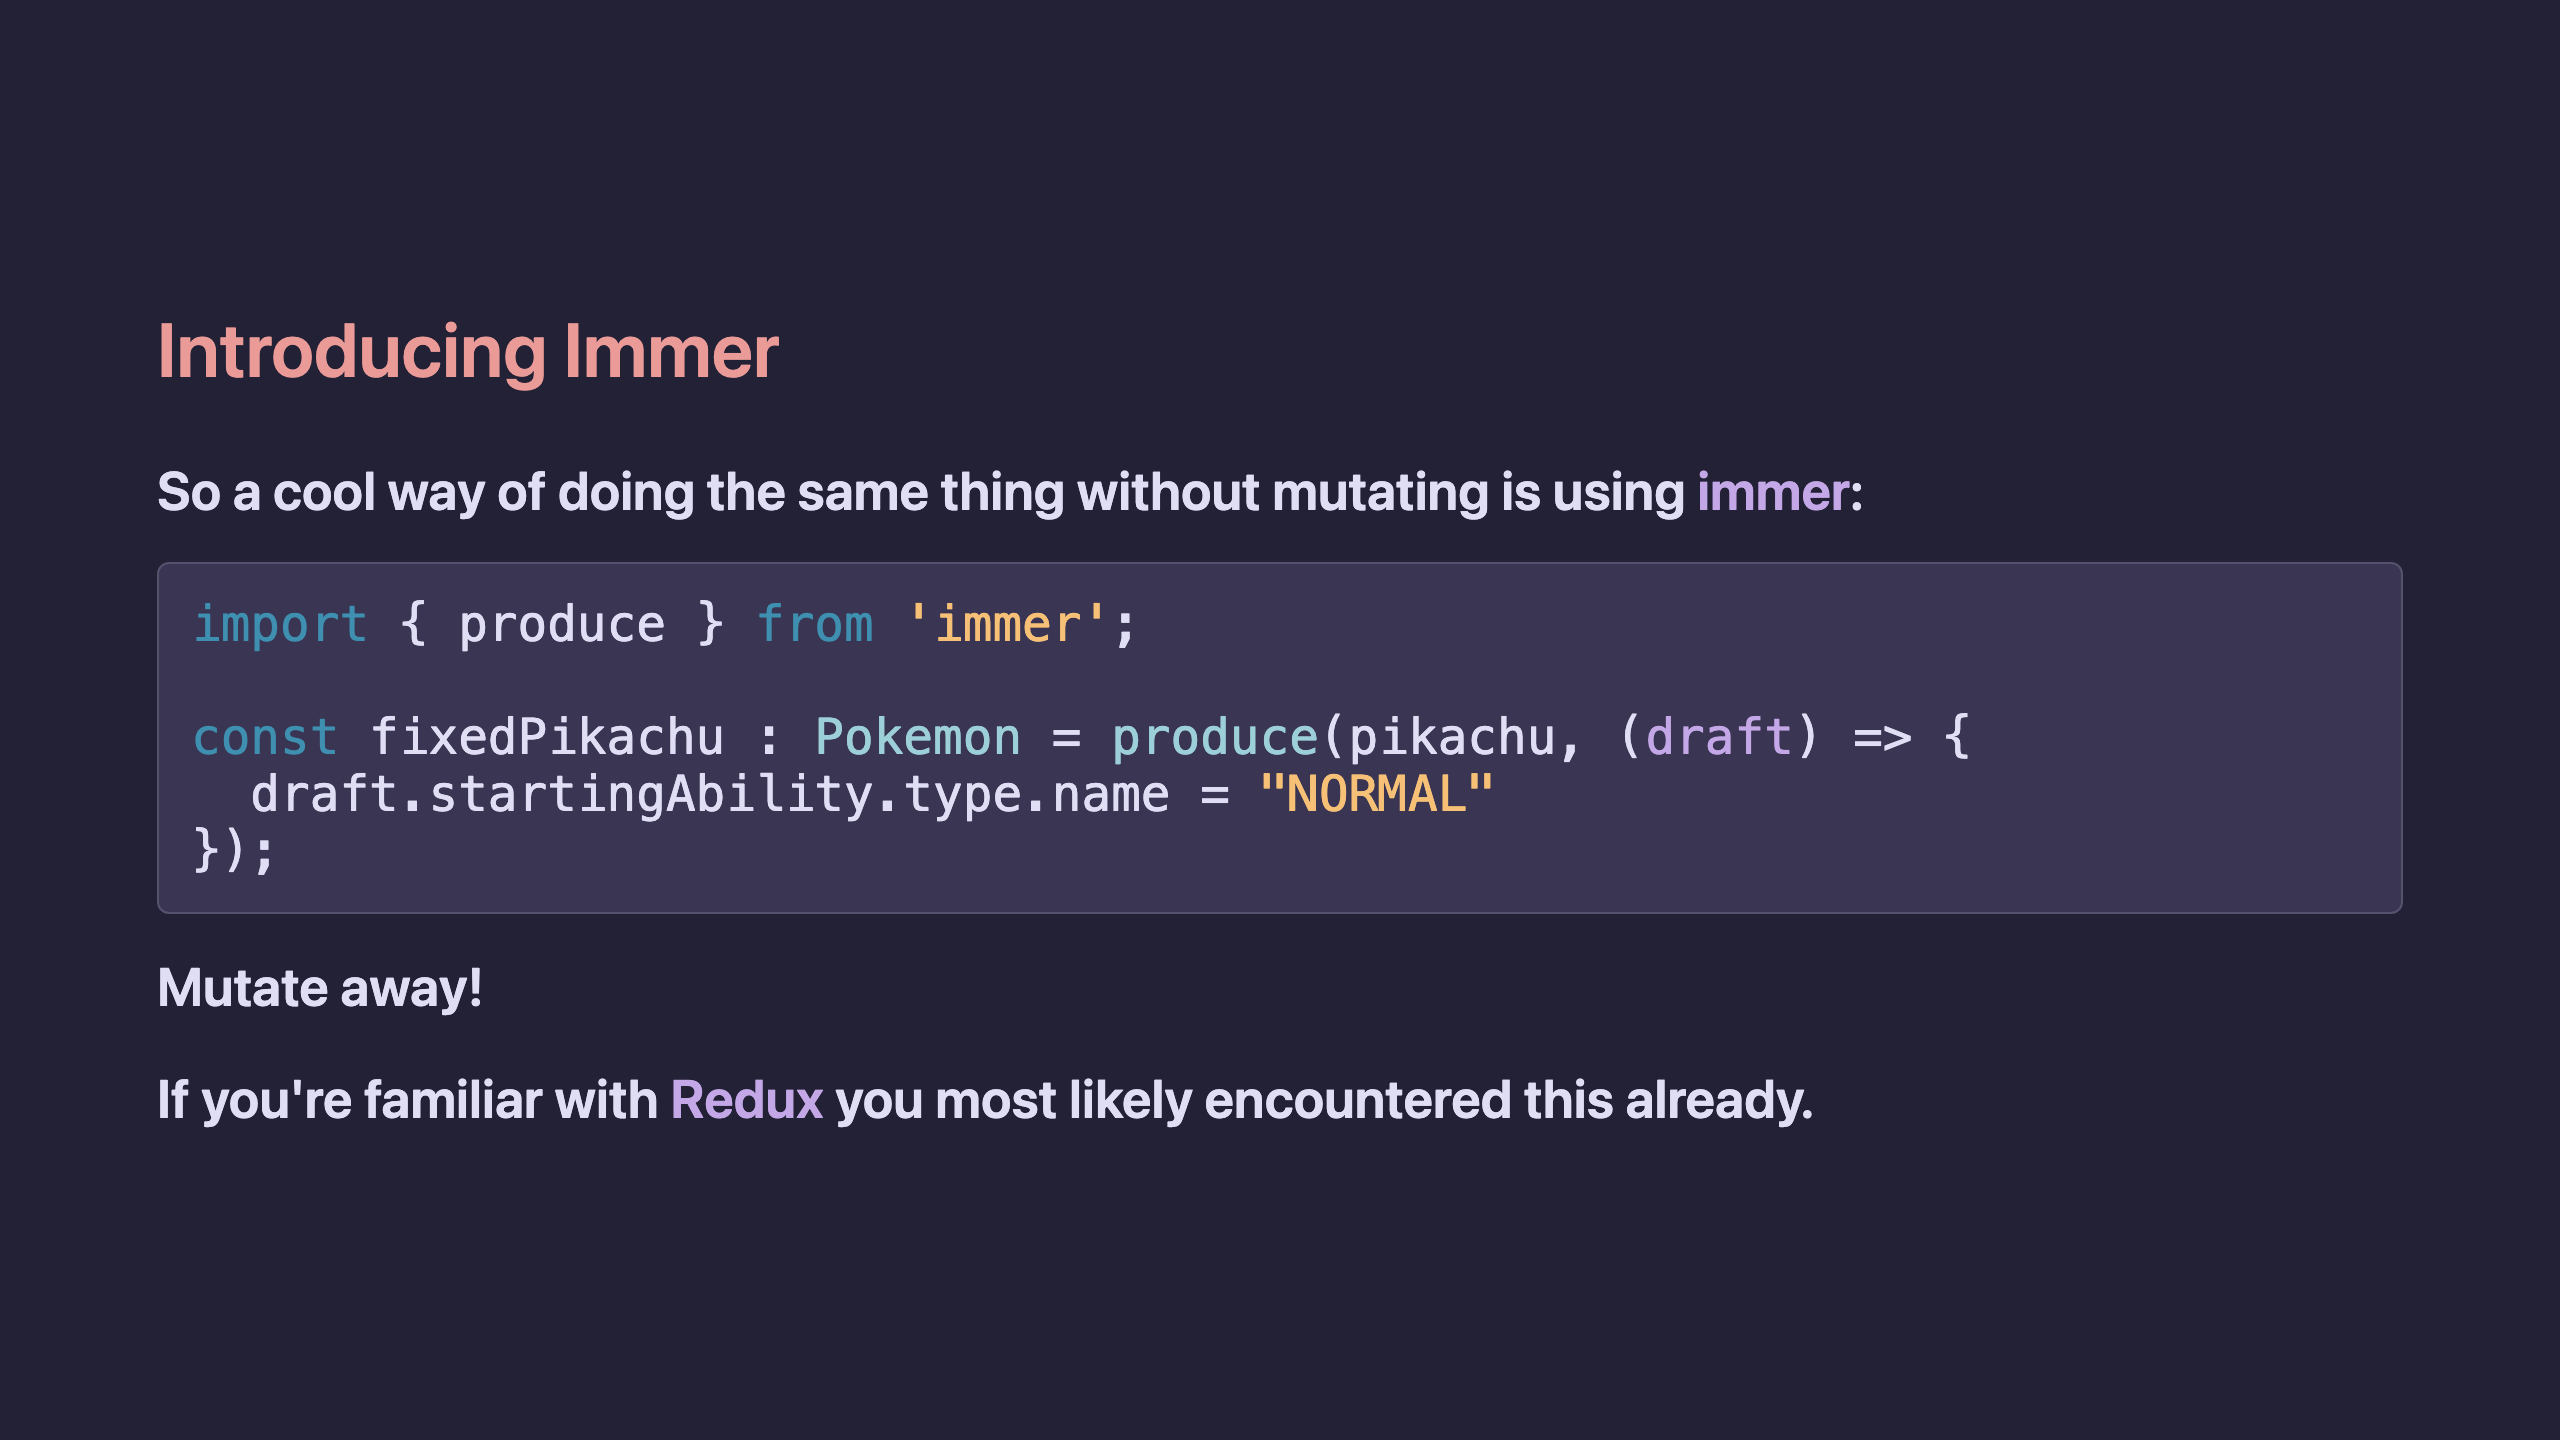 Introducing Immer
So a cool way of doing the same thing without mutating is using immer:
import { produce } from 'immer';
const fixedPikachu : Pokemon = produce(pikachu, (draft) => {
  draft.startingAbility.type.name = "NORMAL"
});
Mutate away!
If you're familiar with Redux you most likely encountered this already.